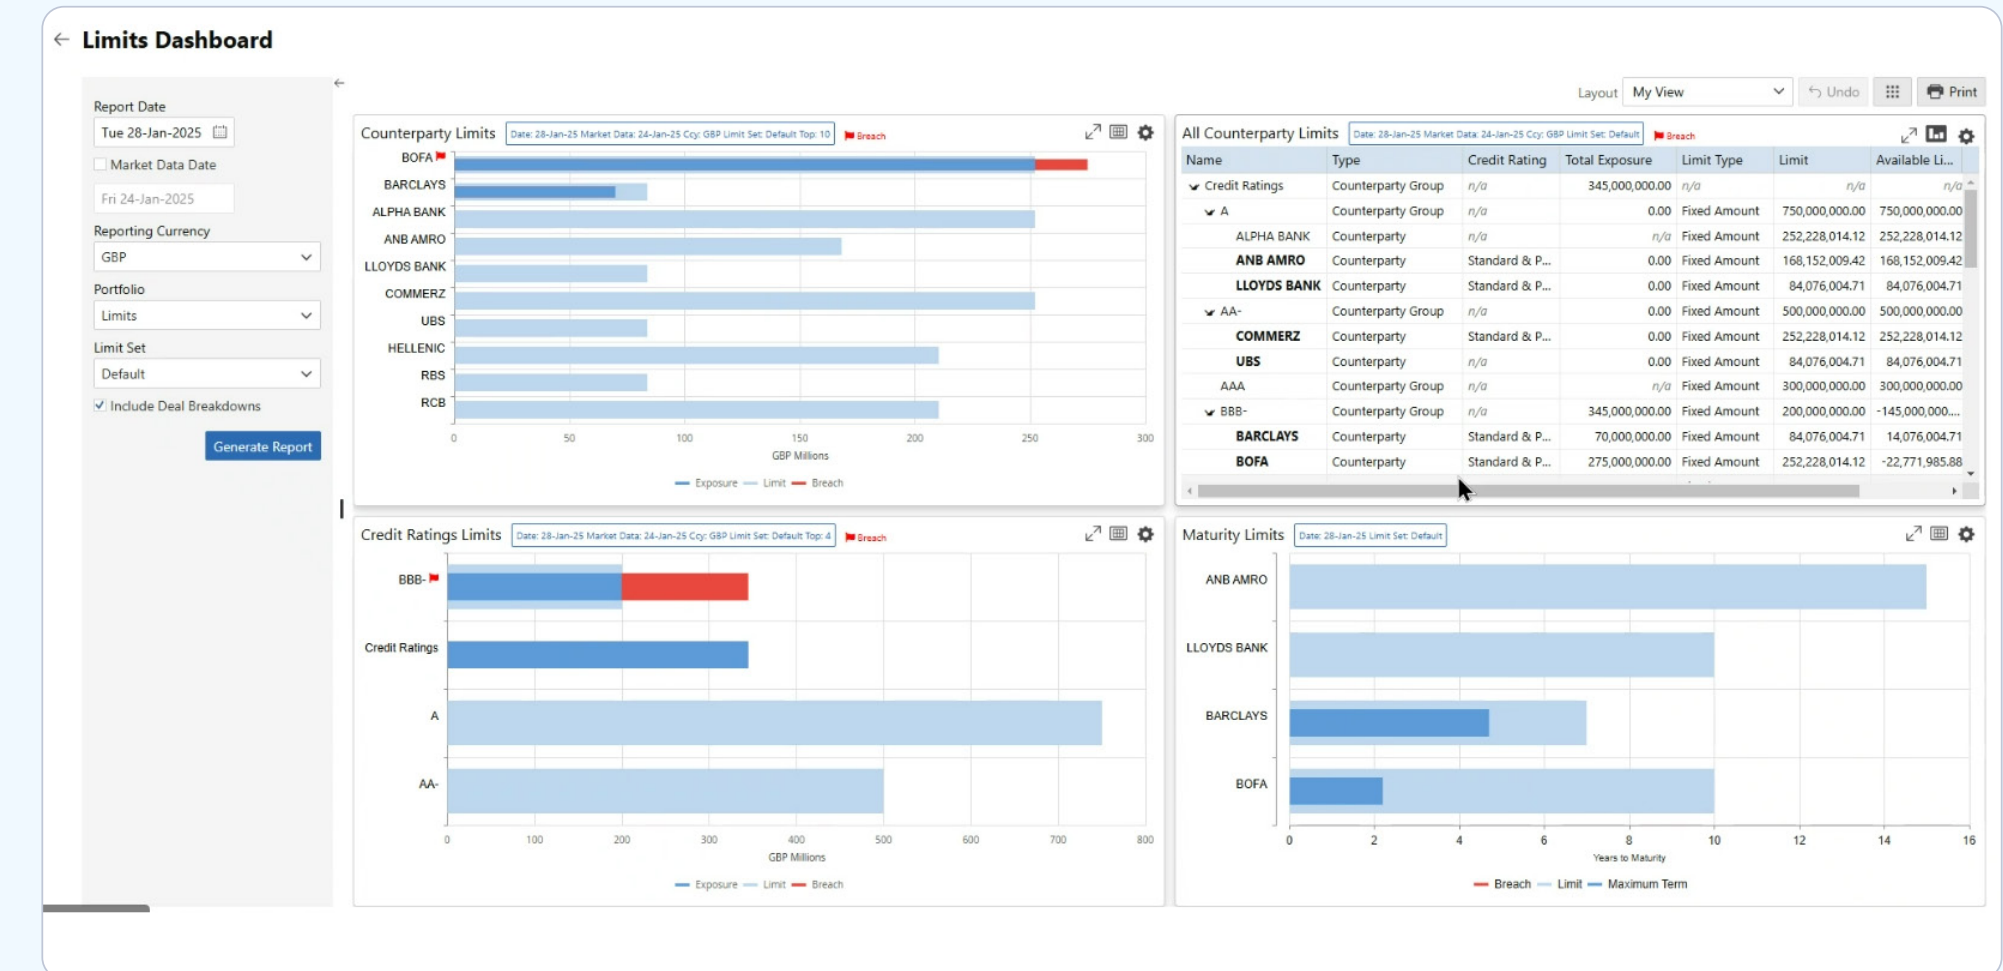 Limits Dashboard
Report Date
Tue 28-Jan-2025
Market Data Date
Fri 24-Jan-2025
Reporting Currency
GBP
Portfolio
Limits
Limit Set
Default
Include Deal Breakdowns
Generate Report
Layout My View Undo Print
Counterparty Limits Date: 28-Jan-25 Market Data: 24-Jan-25 Ccy: GBP Limit Set: Default Top: 10 Breach
BOFA
BARCLAYS
ALPHA BANK
ANB AMRO
LLOYDS BANK
COMMERZ
UBS
HELLENIC
RBS
RCB
0 50 100 150 200 250 300
GBP Millions
Exposure Limit Breach
All Counterparty Limits Date: 28-Jan-25 Market Data: 24-Jan-25 Ccy: GBP Limit Set: Default Breach
Name Type Credit Rating Total Exposure Limit Type Limit Available Li...
Credit Ratings Counterparty Group n/a 345,000,000.00 n/a n/a n/a
A Counterparty Group n/a 0.00 Fixed Amount 750,000,000.00 750,000,000.00
ALPHA BANK Counterparty n/a n/a Fixed Amount 252,228,014.12 252,228,014.12
ANB AMRO Counterparty Standard & P... 0.00 Fixed Amount 168,152,009.42 168,152,009.42
LLOYDS BANK Counterparty Standard & P... 0.00 Fixed Amount 84,076,004.71 84,076,004.71
AA- Counterparty Group n/a 0.00 Fixed Amount 500,000,000.00 500,000,000.00
COMMERZ Counterparty Standard & P... 0.00 Fixed Amount 252,228,014.12 252,228,014.12
UBS Counterparty n/a 0.00 Fixed Amount 84,076,004.71 84,076,004.71
AAA Counterparty Group n/a n/a Fixed Amount 300,000,000.00 300,000,000.00
BBB- Counterparty Group n/a 345,000,000.00 Fixed Amount 200,000,000.00 -145,000,000....
BARCLAYS Counterparty Standard & P... 70,000,000.00 Fixed Amount 84,076,004.71 14,076,004.71
BOFA Counterparty Standard & P... 275,000,000.00 Fixed Amount 252,228,014.12 -22,771,985.88
Credit Ratings Limits Date: 28-Jan-25 Market Data: 24-Jan-25 Ccy: GBP Limit Set: Default Top: 4 Breach
BBB-
Credit Ratings
A
AA-
0 100 200 300 400 500 600 700 800
GBP Millions
Exposure Limit Breach
Maturity Limits Date: 28-Jan-25 Limit Set: Default
ANB AMRO
LLOYDS BANK
BARCLAYS
BOFA
0 2 4 6 8 10 12 14 16
Years to Maturity
Breach Limit Maximum Term